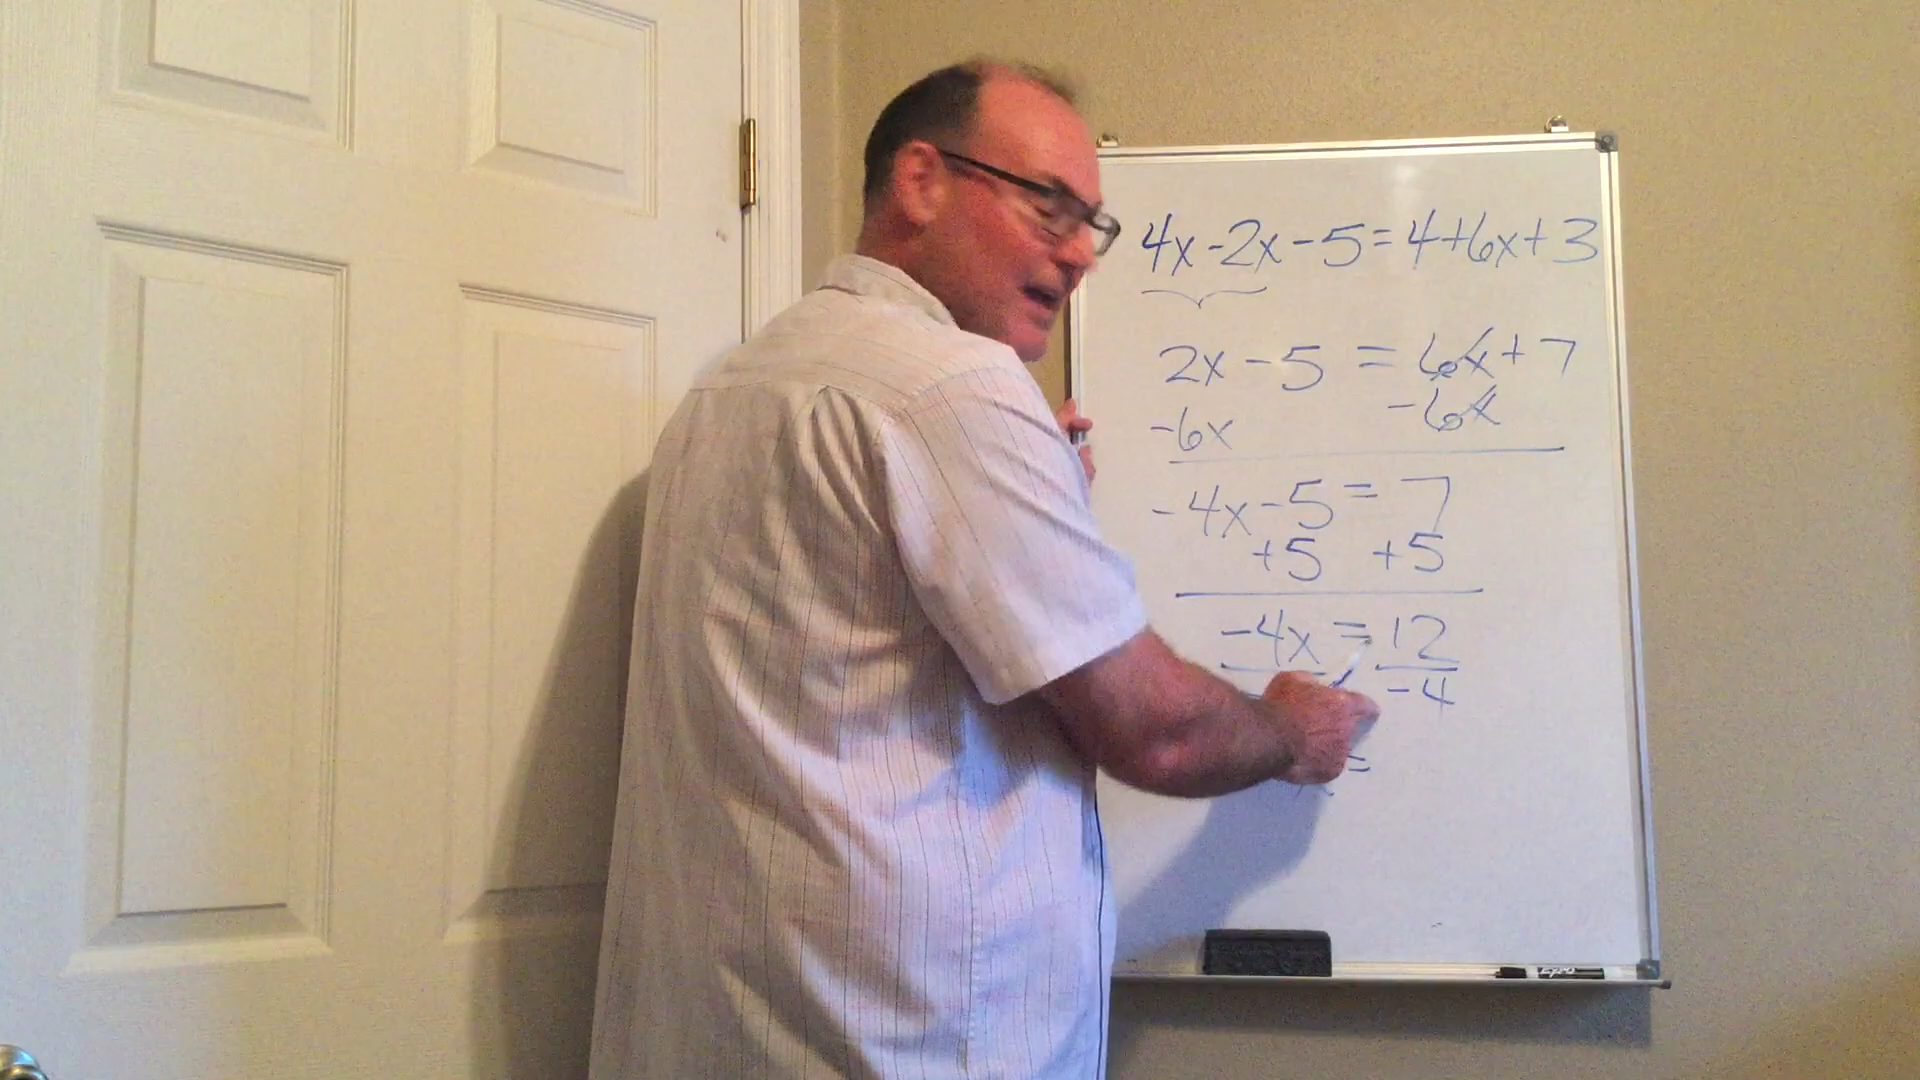 4x-2x-5=4+6x+3
2x-5 = 6x+7
-6x -6x
-4x-5=7
+5 +5
-4x=12
-4
x =
EXPO